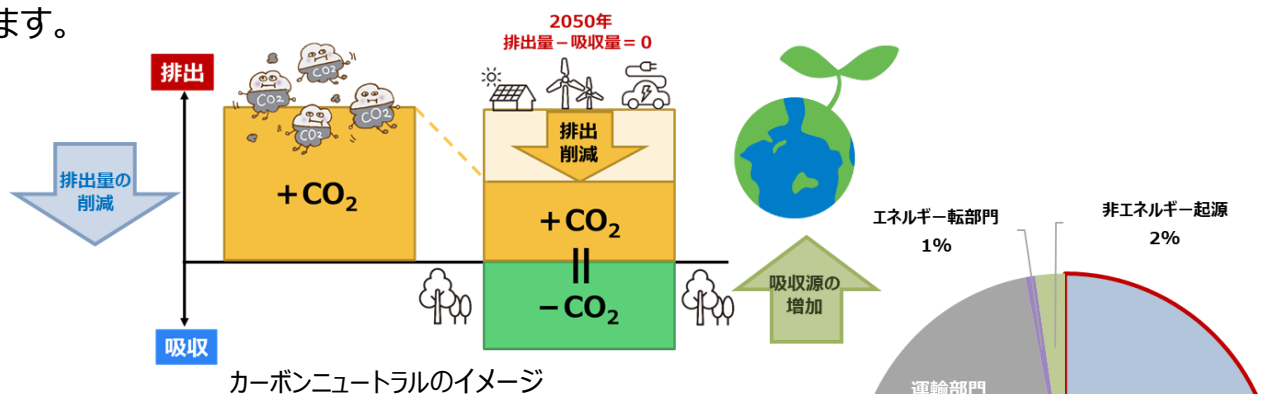 ます。
2050年
排出量－吸収量＝0
排出
CO2
CO2
CO2
CO2
排出
削減
排出量の
削減
＋CO₂
＋CO₂
||
－CO₂
吸収源の
増加
吸収
カーボンニュートラルのイメージ
エネルギー転部門
1%
非エネルギー起源
2%
運輸部門